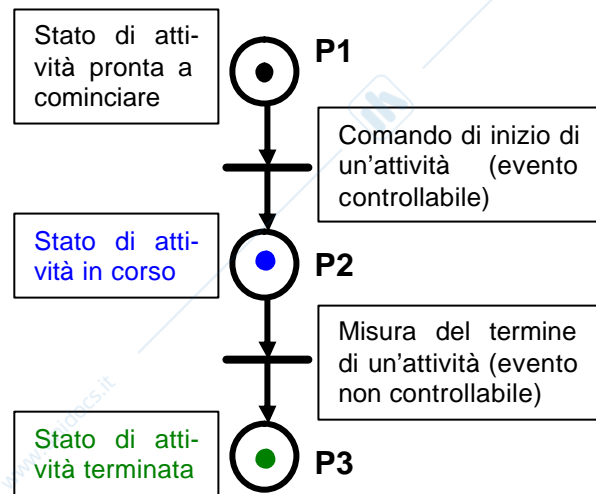 Stato di atti-
vità pronta a
cominciare
P1
Comando di inizio di
un'attività (evento
controllabile)
Stato di atti-
vità in corso
P2
Misura del termine
di un'attività (evento
non controllabile)
Stato di atti-
vità terminata
P3